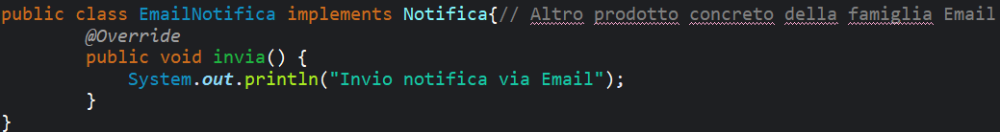 public class EmailNotifica implements Notifica{// Altro prodotto concreto della famiglia Email
@Override
public void invia() {
System.out.println("Invio notifica via Email");
}
}